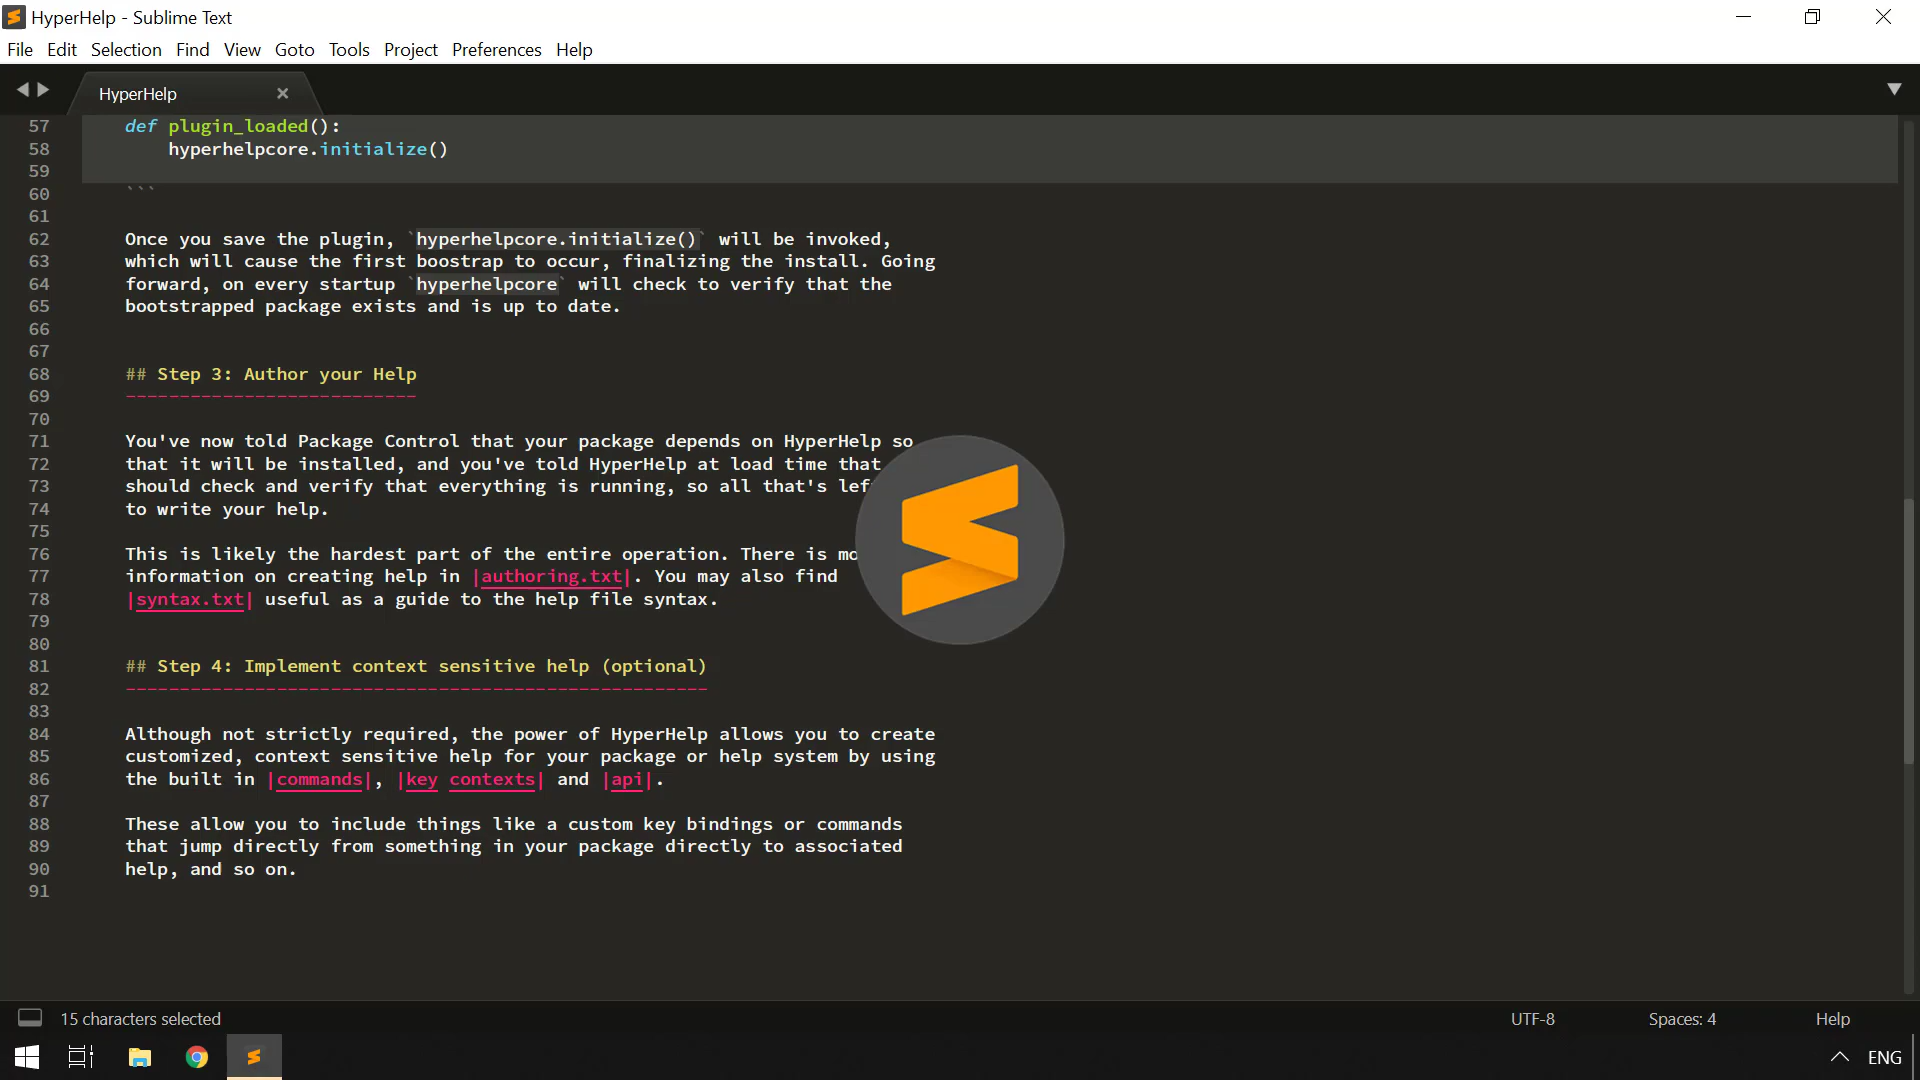 HyperHelp - Sublime Text
File Edit Selection Find View Goto Tools Project Preferences Help
HyperHelp
57 def plugin_loaded():
58 hyperhelpcore.initialize()
59
60 ```
61
62 Once you save the plugin, `hyperhelpcore.initialize()` will be invoked,
63 which will cause the first boostrap to occur, finalizing the install. Going
64 forward, on every startup `hyperhelpcore` will check to verify that the
65 bootstrapped package exists and is up to date.
66
67
68 ## Step 3: Author your Help
69 ---------------------------
70
71 You've now told Package Control that your package depends on HyperHelp so
72 that it will be installed, and you've told HyperHelp at load time that
73 should check and verify that everything is running, so all that's
74 to write your help.
75
76 This is likely the hardest part of the entire operation. There is
77 information on creating help in |authoring.txt|. You may also find
78 |syntax.txt| useful as a guide to the help file syntax.
79
80
81 ## Step 4: Implement context sensitive help (optional)
82 ------------------------------------------------------
83
84 Although not strictly required, the power of HyperHelp allows you to create
85 customized, context sensitive help for your package or help system by using
86 the built in |commands|, |key contexts| and |api|.
87
88 These allow you to include things like a custom key bindings or commands
89 that jump directly from something in your package directly to associated
90 help, and so on.
91
15 characters selected
UTF-8
Spaces: 4
Help
ENG